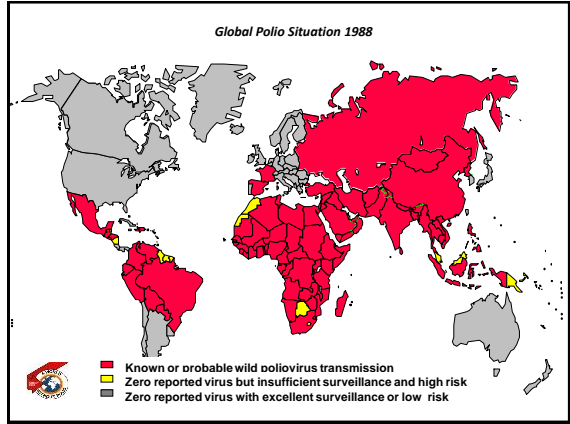 Global Polio Situation 1988
Known or probable wild poliovirus transmission
Zero reported virus but insufficient surveillance and high risk
Zero reported virus with excellent surveillance or low risk